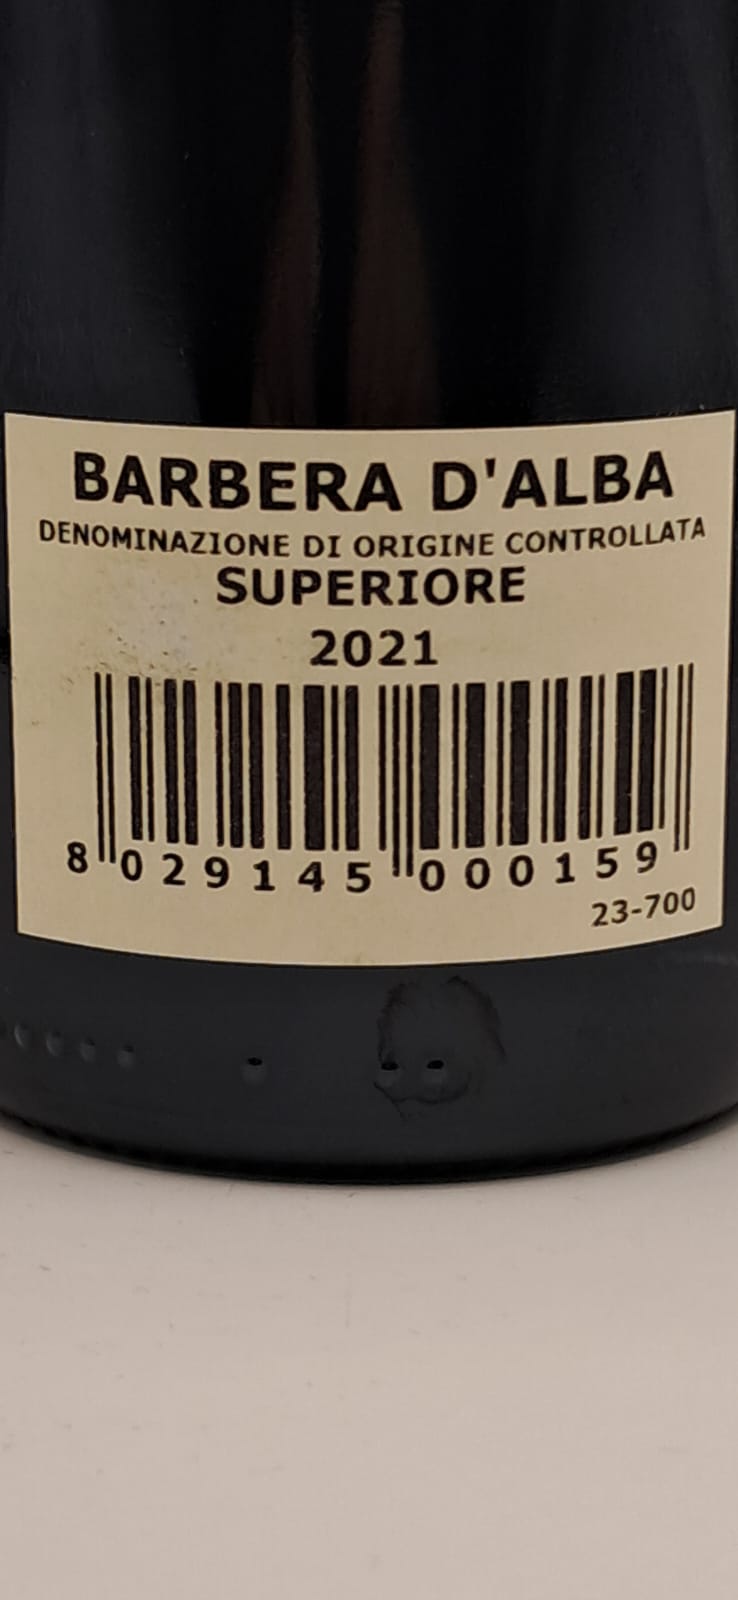 BARBERA D'ALBA
DENOMINAZIONE DI ORIGINE CONTROLLATA
SUPERIORE
2021
8 029145 000159
23-700